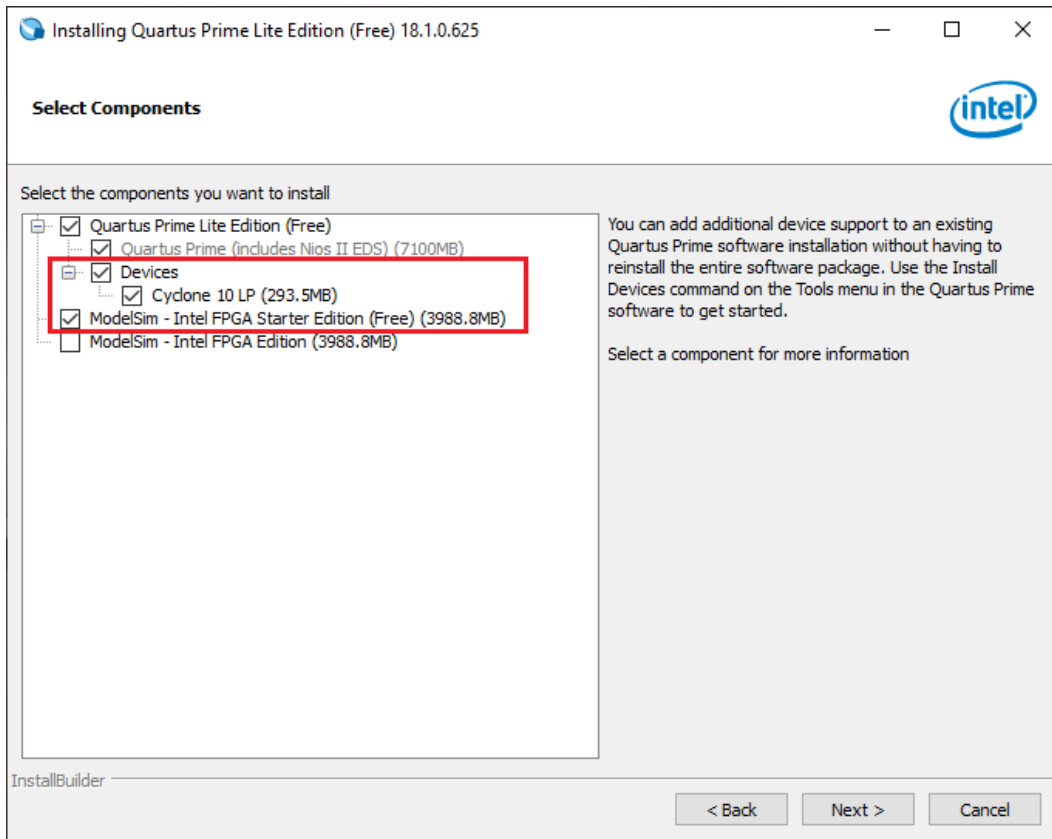 Installing Quartus Prime Lite Edition (Free) 18.1.0.625
Select Components
intel
Select the components you want to install
Quartus Prime Lite Edition (Free)
Quartus Prime (includes Nios II EDS) (7100MB)
Devices
Cyclone 10 LP (293.5MB)
ModelSim - Intel FPGA Starter Edition (Free) (3988.8MB)
ModelSim - Intel FPGA Edition (3988.8MB)
You can add additional device support to an existing
Quartus Prime software installation without having to
reinstall the entire software package. Use the Install
Devices command on the Tools menu in the Quartus Prime
software to get started.
Select a component for more information
InstallBuilder
< Back
Next >
Cancel